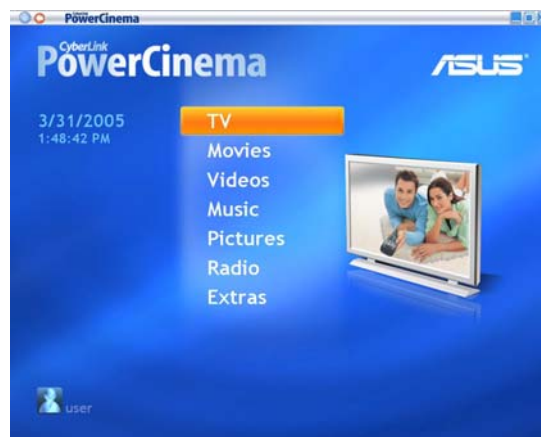 CyberLink
PowerCinema
CyberLink
PowerCinema
ASUS
3/31/2005
1:48:42 PM
TV
Movies
Videos
Music
Pictures
Radio
Extras
user